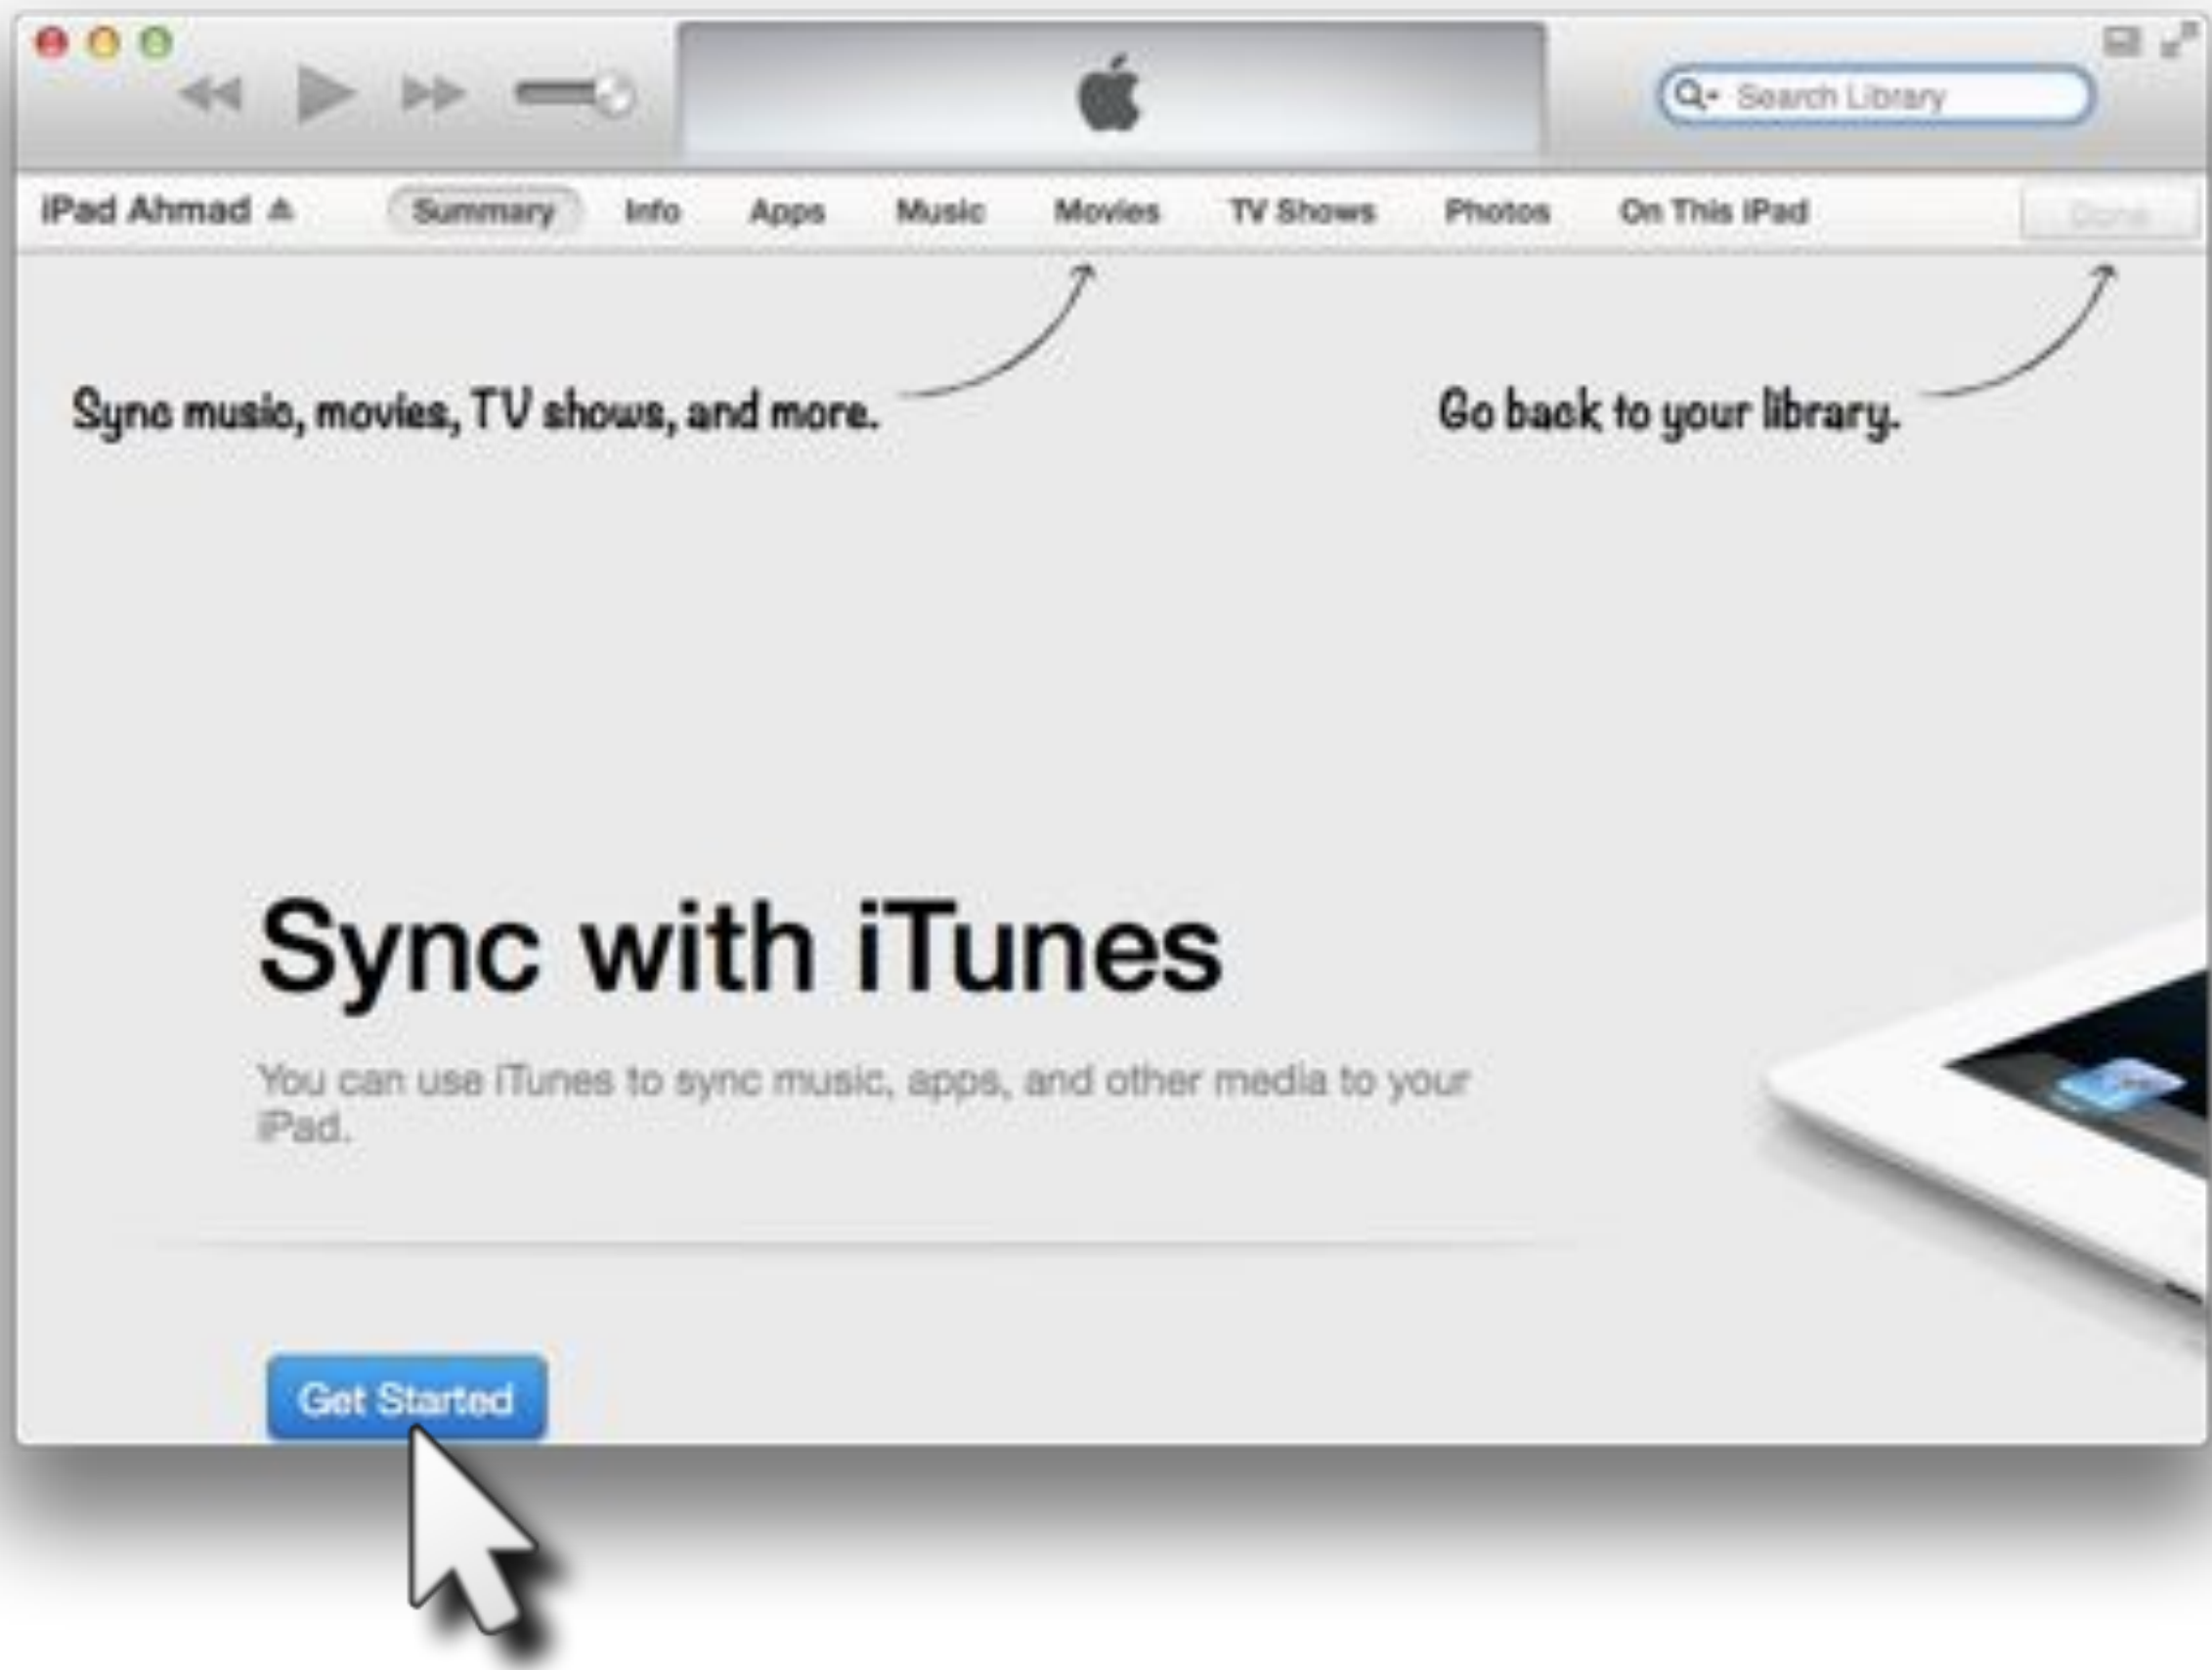 Search Library
iPad Ahmad Summary Info Apps Music Movies TV Shows Photos On This iPad Done
Sync music, movies, TV shows, and more.
Go back to your library.
Sync with iTunes
You can use iTunes to sync music, apps, and other media to your
iPad.
Get Started